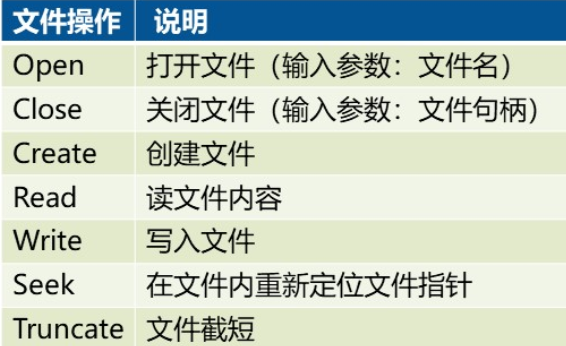 文件操作 说明
Open 打开文件（输入参数：文件名）
Close 关闭文件（输入参数：文件句柄）
Create 创建文件
Read 读文件内容
Write 写入文件
Seek 在文件内重新定位文件指针
Truncate 文件截短